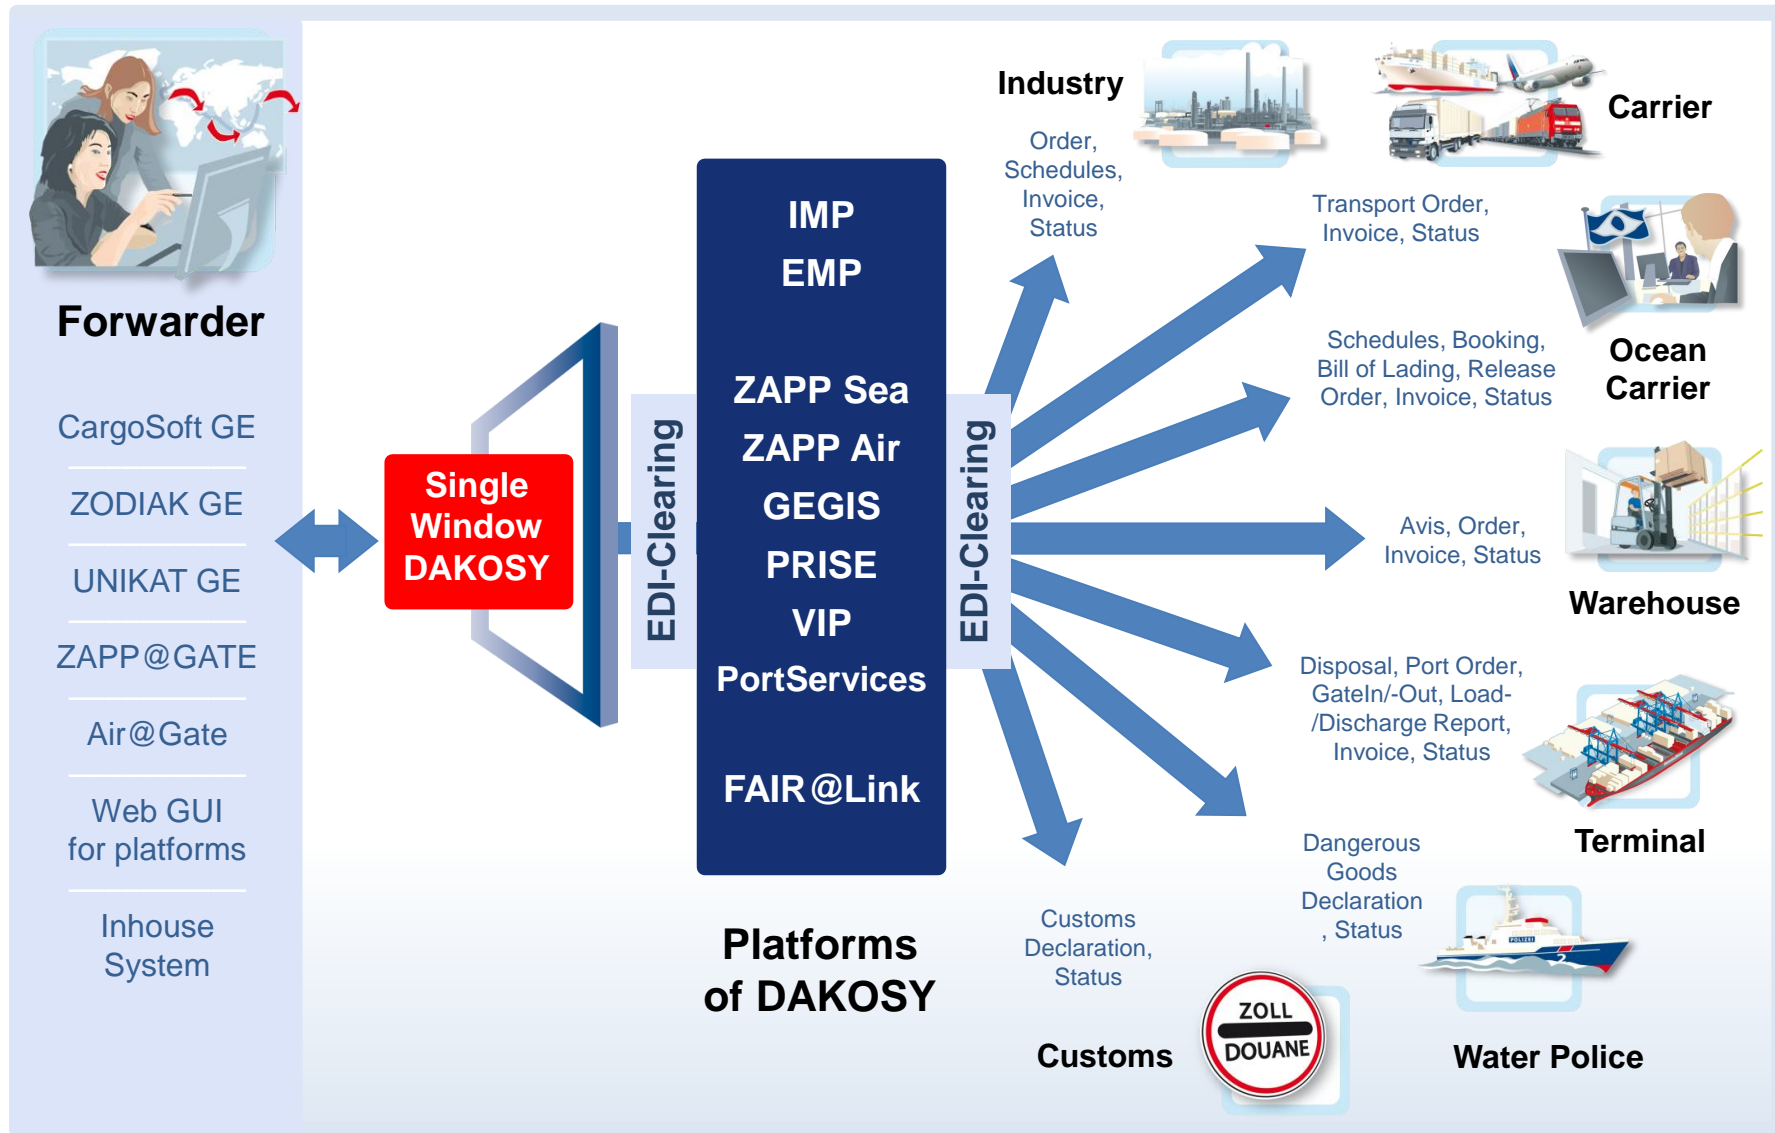 Forwarder
CargoSoft GE
ZODIAK GE
UNIKAT GE
ZAPP@GATE
Air@Gate
Web GUI
for platforms
Inhouse
System
Single
Window
DAKOSY
EDI-Clearing
IMP
EMP
ZAPP Sea
ZAPP Air
GEGIS
PRISE
VIP
PortServices
FAIR@Link
Platforms
of DAKOSY
EDI-Clearing
Industry
Order,
Schedules,
Invoice,
Status
Carrier
Transport Order,
Invoice, Status
Ocean
Carrier
Schedules, Booking,
Bill of Lading, Release
Order, Invoice, Status
Warehouse
Avis, Order,
Invoice, Status
Disposal, Port Order,
GateIn/-Out, Load-
/Discharge Report,
Invoice, Status
Terminal
Dangerous
Goods
Declaration
, Status
POLIZEI
2
Water Police
Customs
Declaration,
Status
ZOLL
DOUANE
Customs